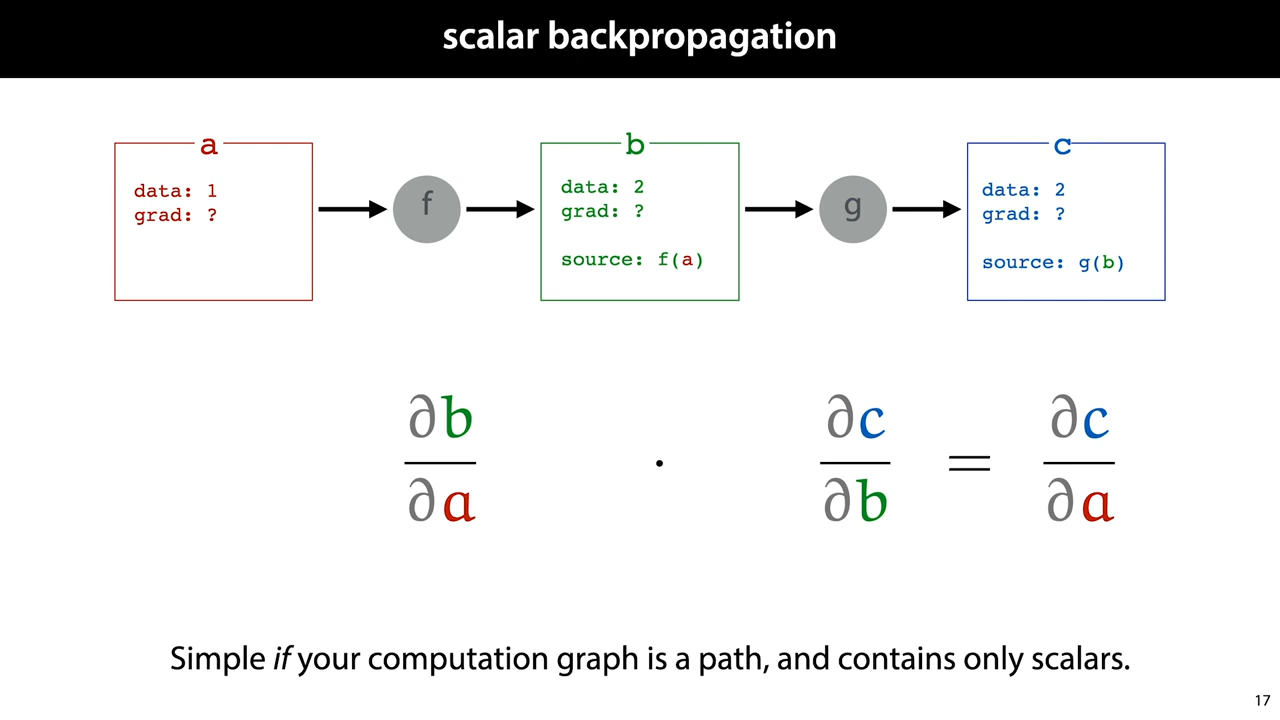 scalar backpropagation
a
data: 1
grad: ?
f
b
data: 2
grad: ?
source: f(a)
g
c
data: 2
grad: ?
source: g(b)
∂b
∂a
·
∂c
∂b
=
∂c
∂a
Simple if your computation graph is a path, and contains only scalars.
17